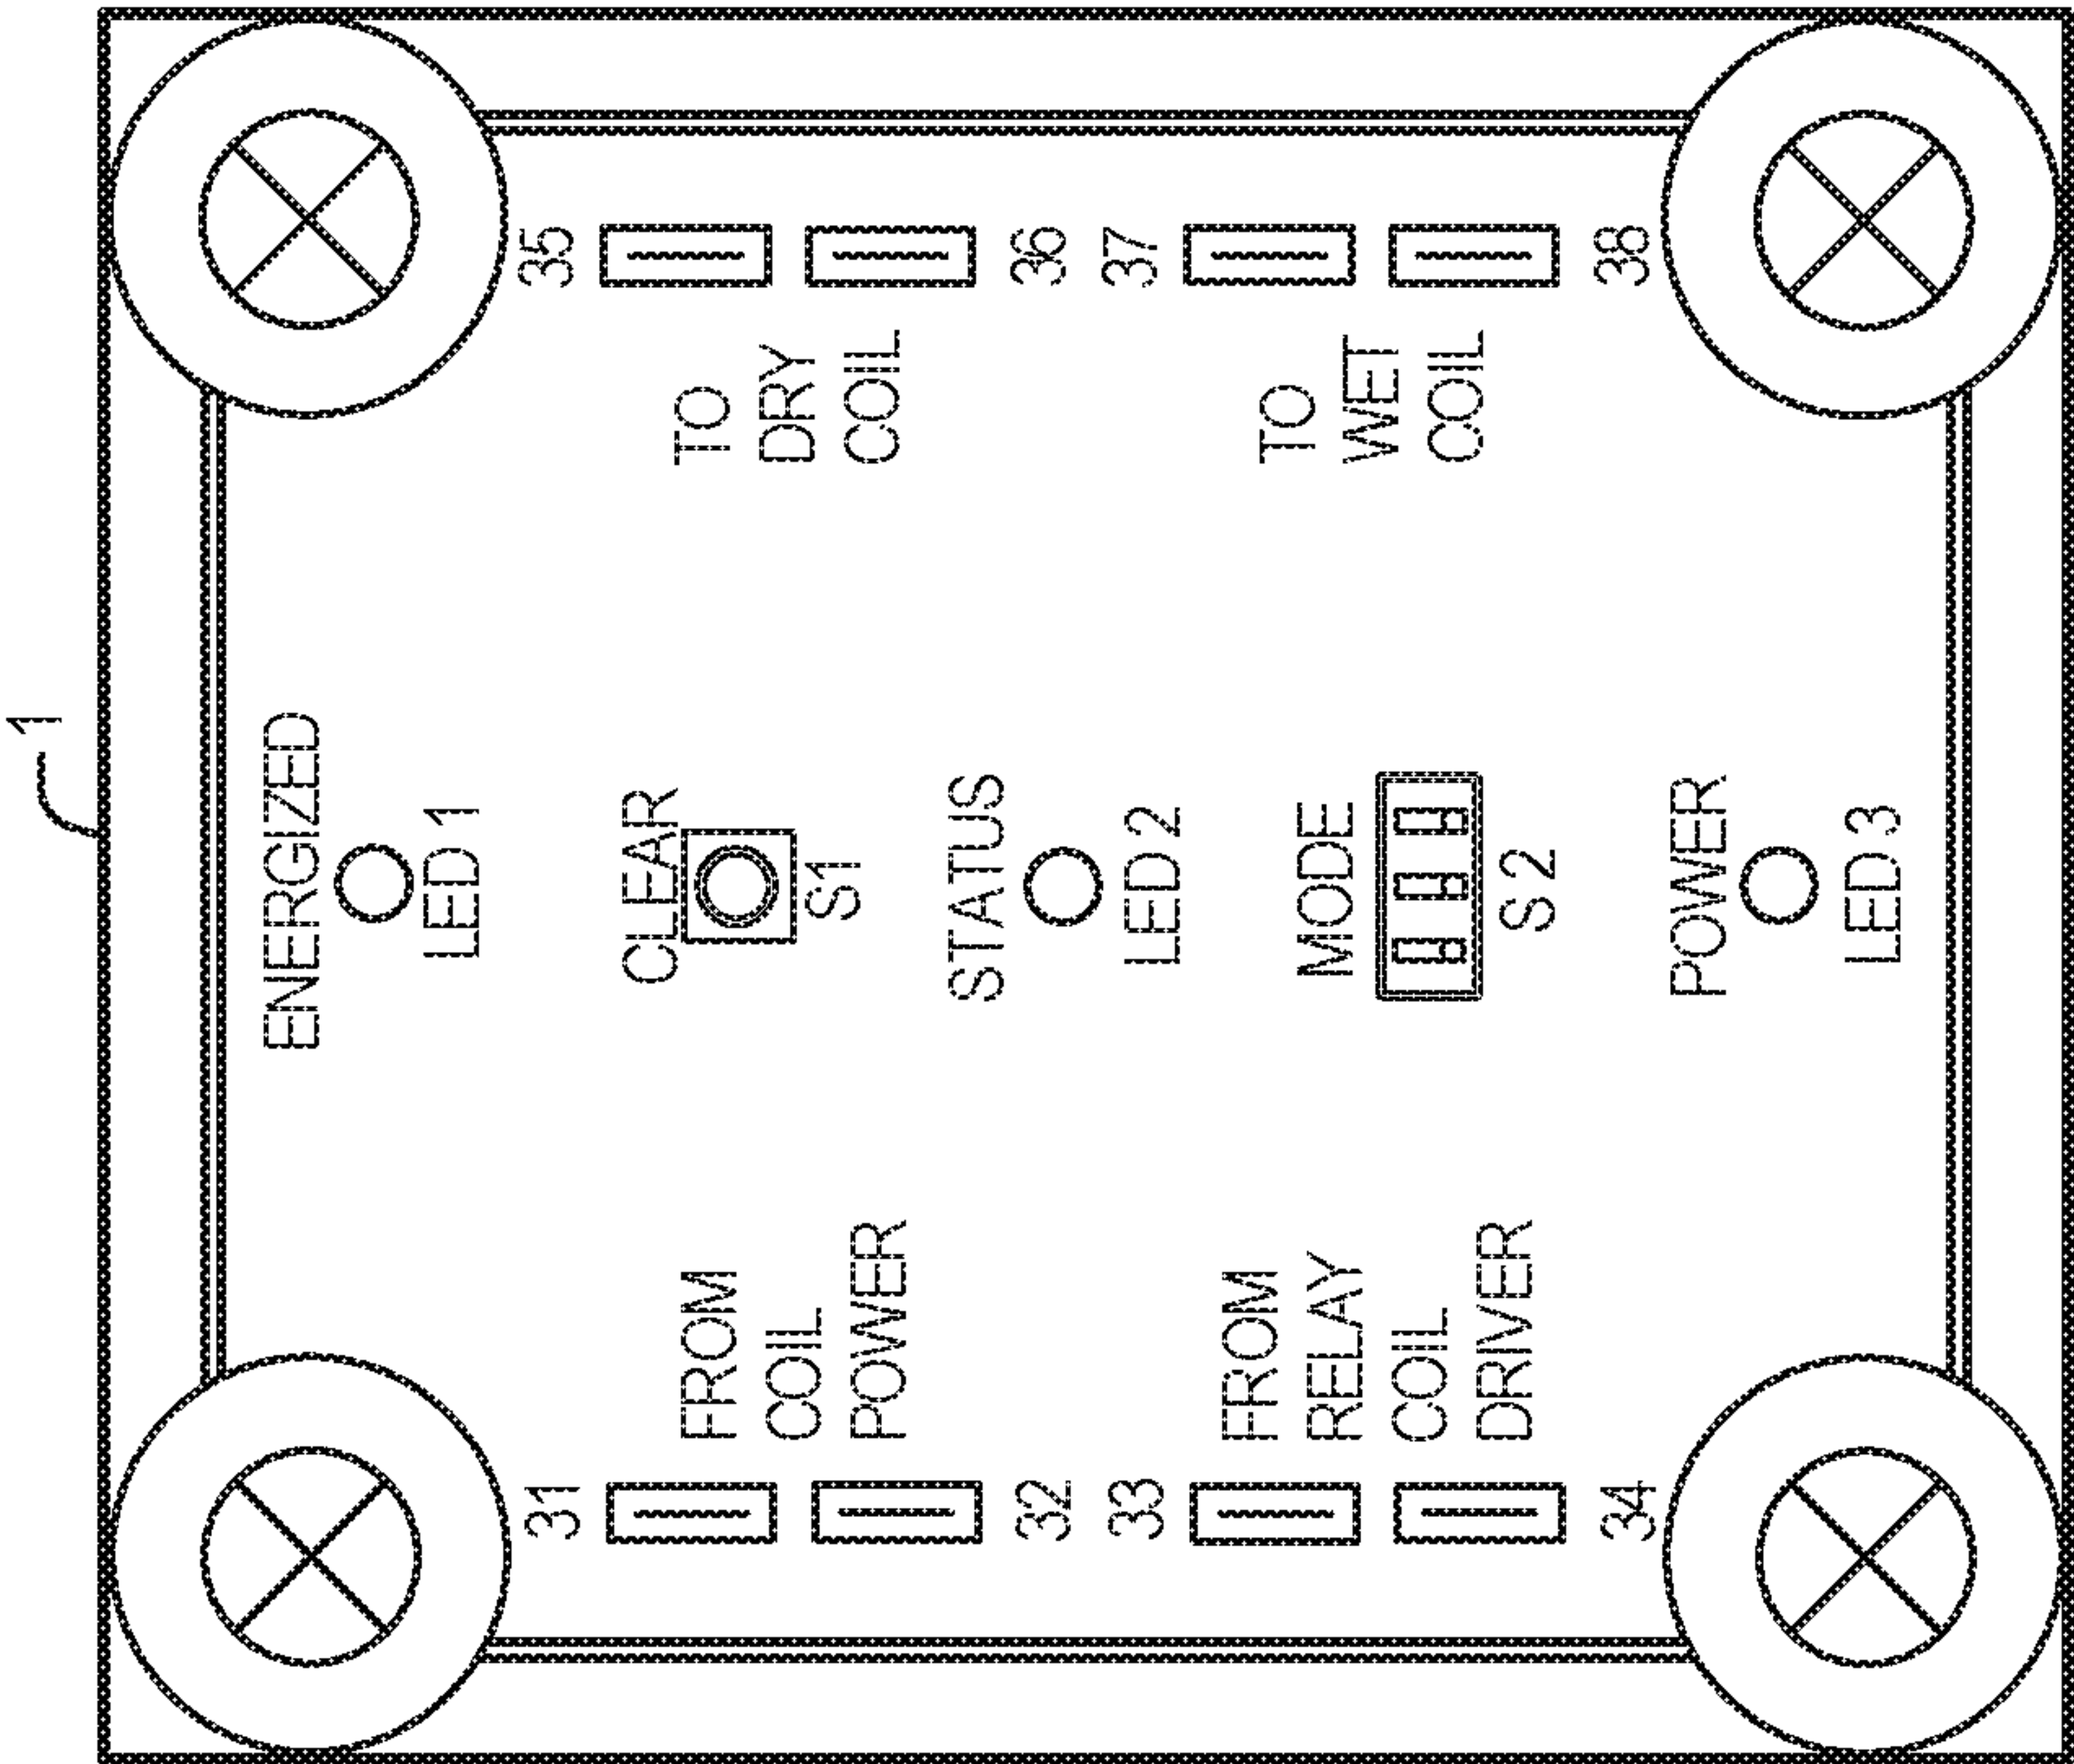 1
ENERGIZED
LED 1
31
35
FROM
COIL
POWER
CLEAR
S1
TO
DRY
COIL
32
36
STATUS
LED 2
33
37
FROM
RELAY
COIL
DRIVER
MODE
S 2
TO
WET
COIL
34
38
POWER
LED 3